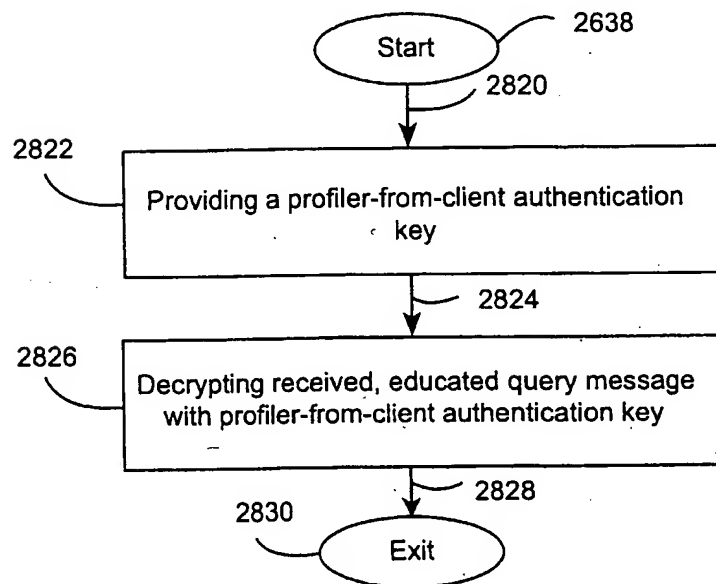 Start
2638
2820
2822
Providing a profiler-from-client authentication
key
2824
2826
Decrypting received, educated query message
with profiler-from-client authentication key
2828
2830
Exit